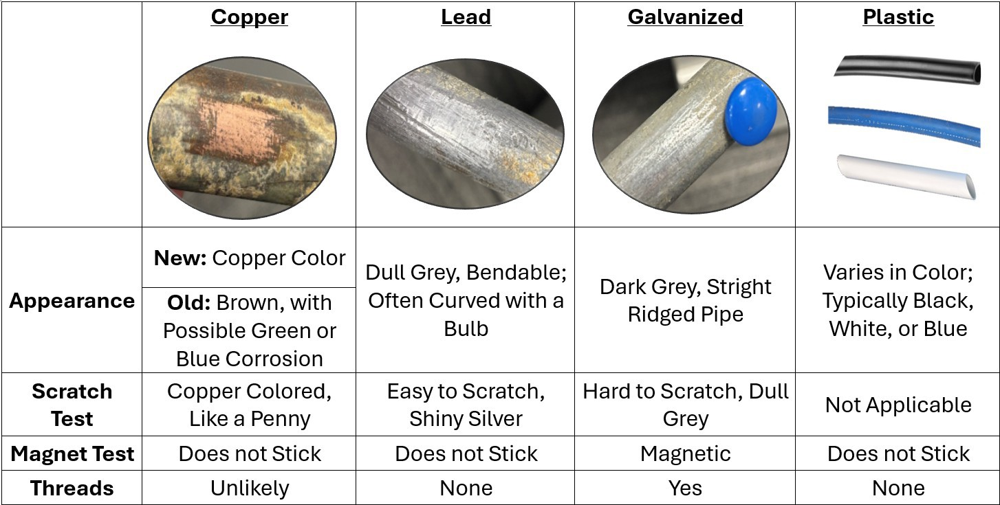 Copper
Lead
Galvanized
Plastic
Appearance
New: Copper Color
Old: Brown, with
Possible Green or
Blue Corrosion
Dull Grey, Bendable;
Often Curved with a
Bulb
Dark Grey, Stright
Ridged Pipe
Varies in Color;
Typically Black,
White, or Blue
Scratch
Test
Copper Colored,
Like a Penny
Easy to Scratch,
Shiny Silver
Hard to Scratch, Dull
Grey
Not Applicable
Magnet Test
Does not Stick
Does not Stick
Magnetic
Does not Stick
Threads
Unlikely
None
Yes
None